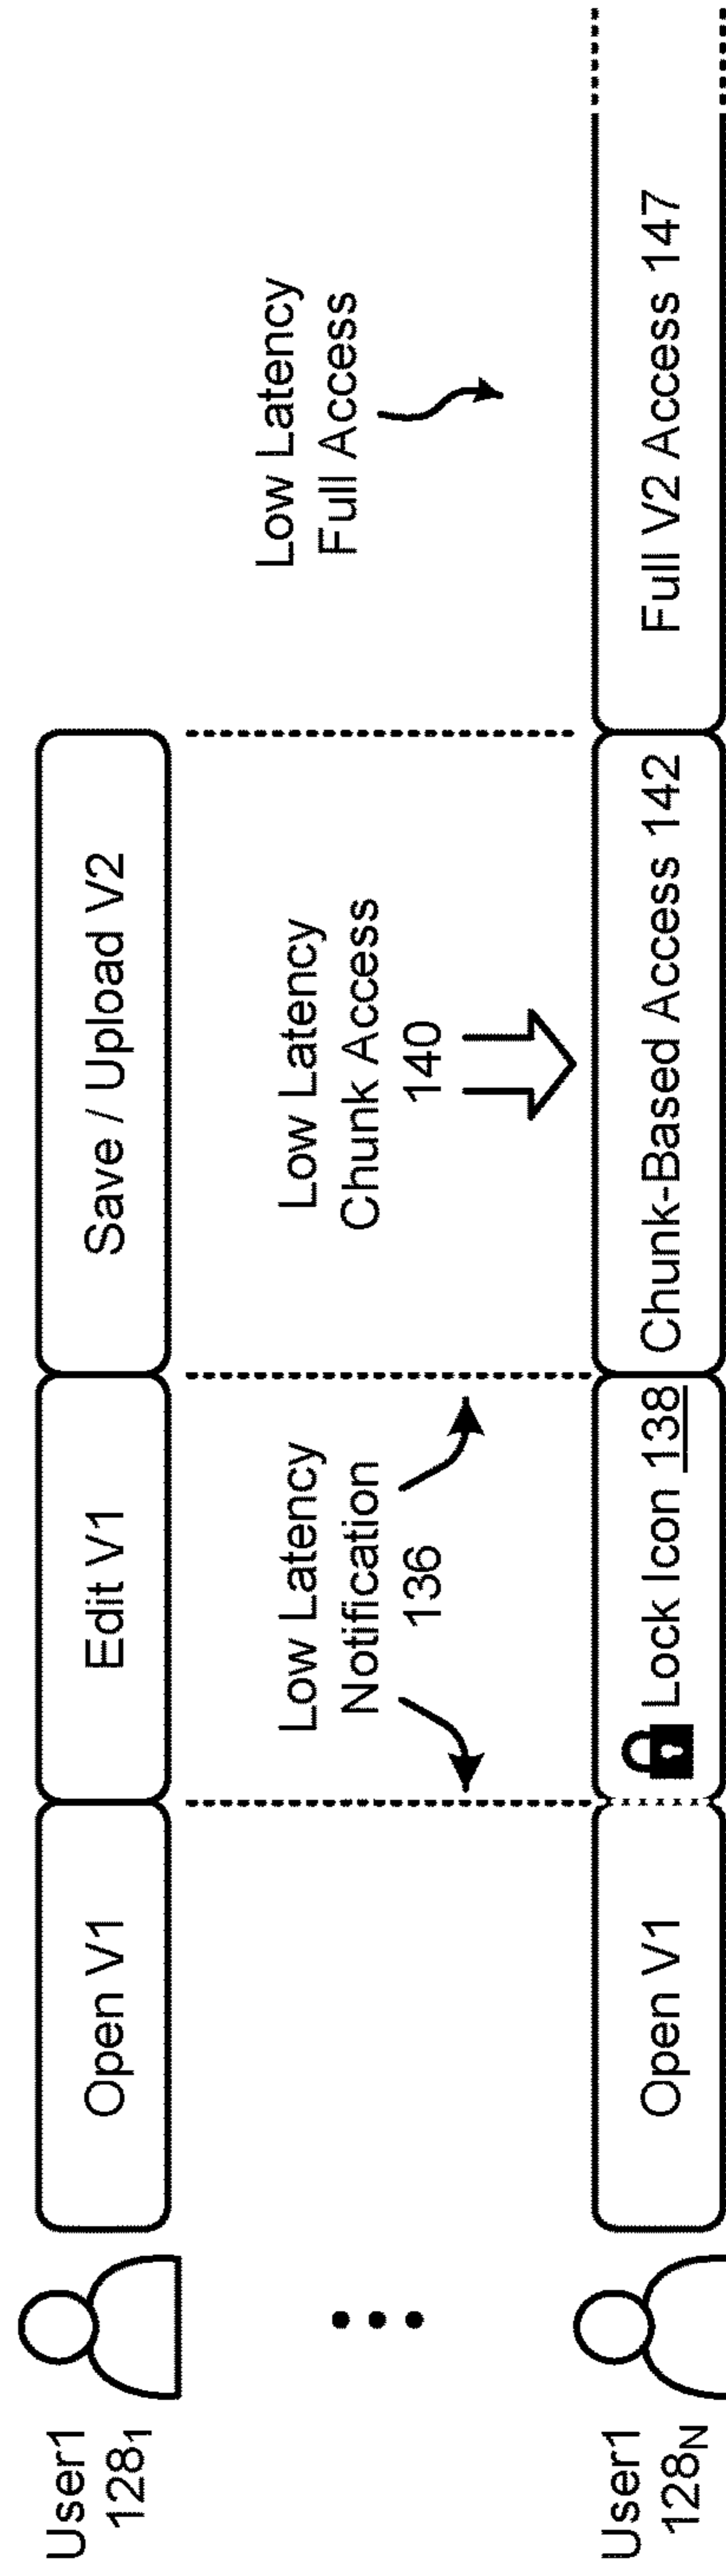 User1
128₁
Open V1
Edit V1
Save / Upload V2
Low Latency
Notification
136
Low Latency
Chunk Access
140
Low Latency
Full Access
User1
128N
Open V1
Lock Icon 138
Chunk-Based Access 142
Full V2 Access 147